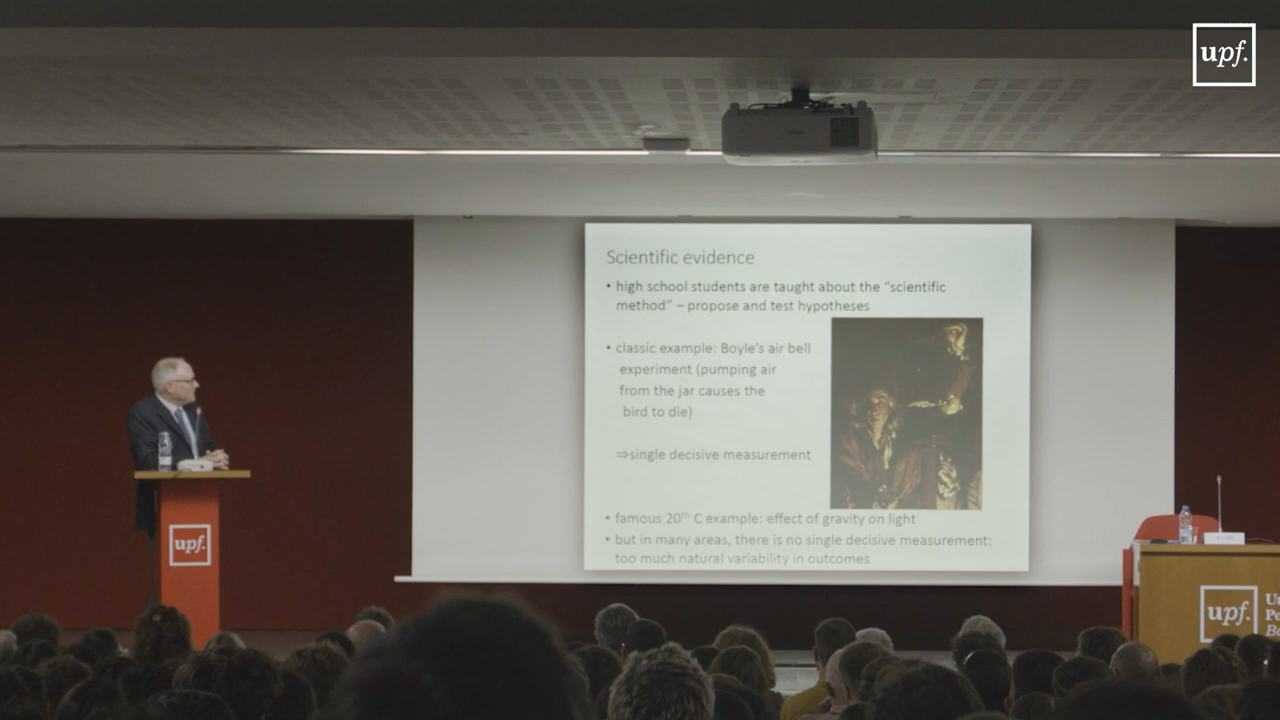 upf.
Scientific evidence
• high school students are taught about the “scientific
method” – propose and test hypotheses
• classic example: Boyle’s air bell
experiment (pumping air
from the jar causes the
bird to die)
⇒single decisive measurement
• famous 20th C example: effect of gravity on light
• but in many areas, there is no single decisive measurement:
too much natural variability in outcomes
upf.
upf.
Un
Po
Ba